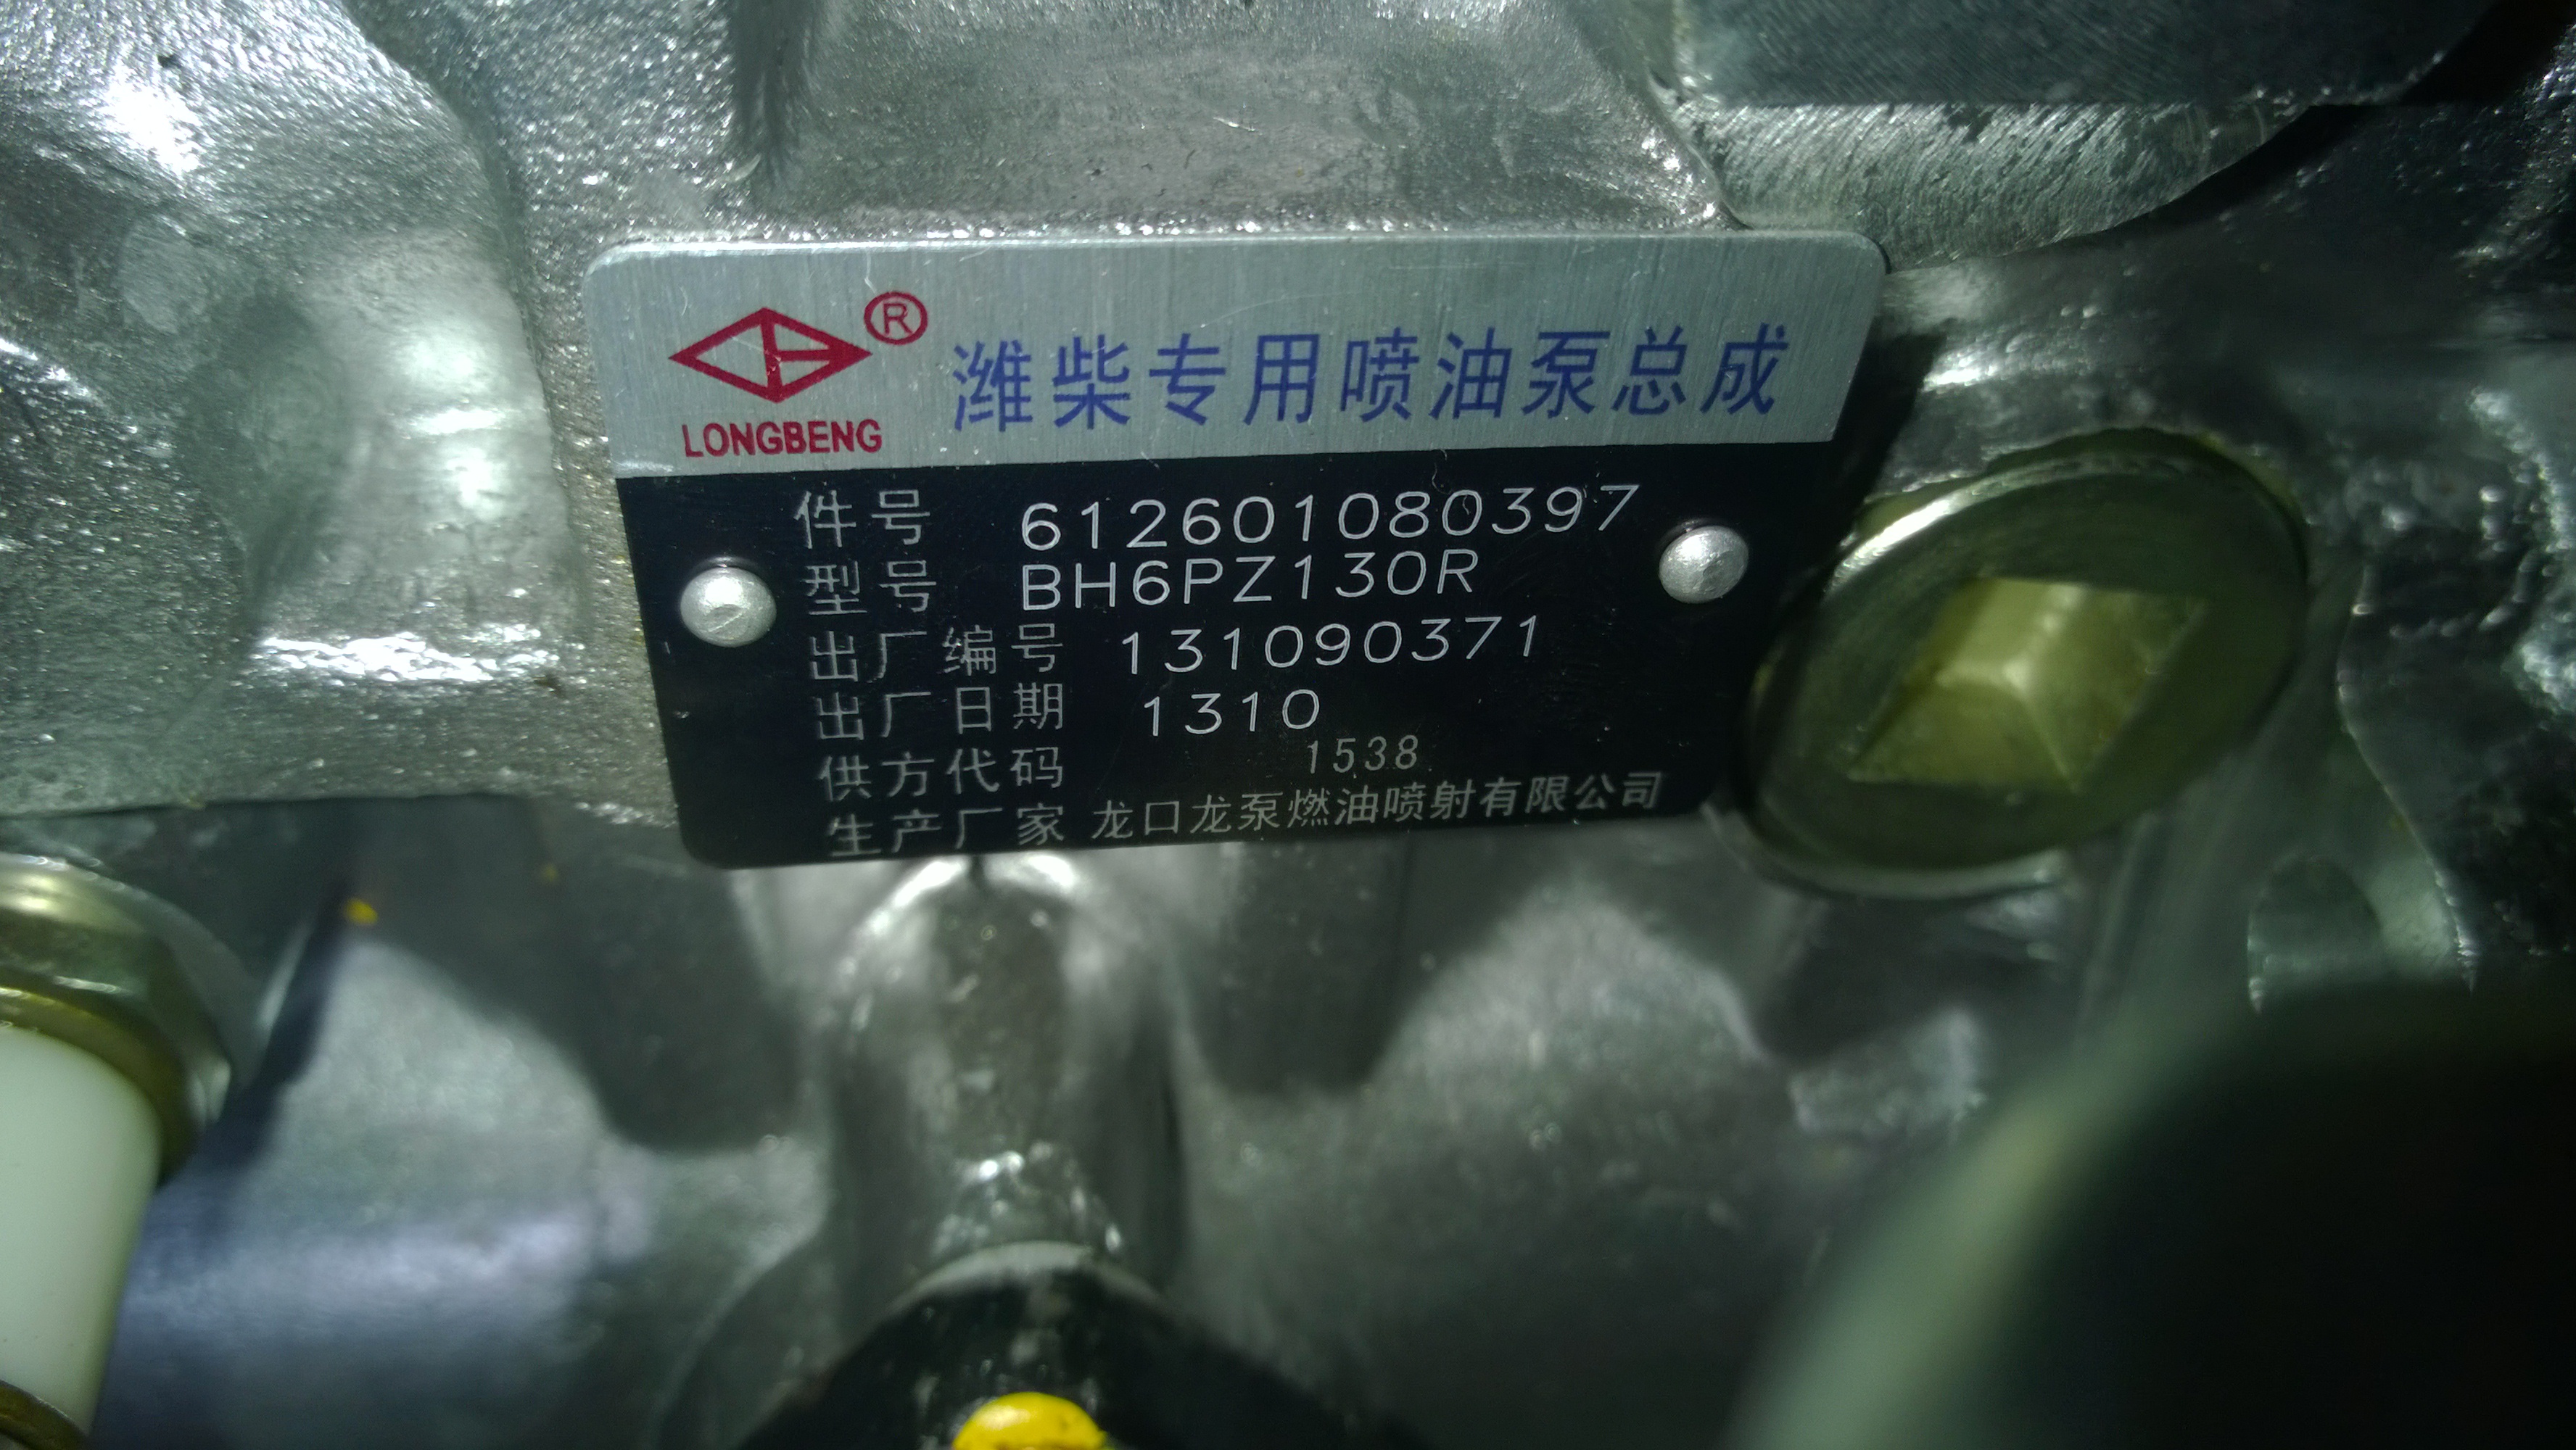 ®
LONGBENG
潍柴专用喷油泵总成
件号 612601080397
型号 BH6PZ130R
出厂编号 131090371
出厂日期 1310
供方代码 1538
生产厂家 龙口龙泵燃油喷射有限公司